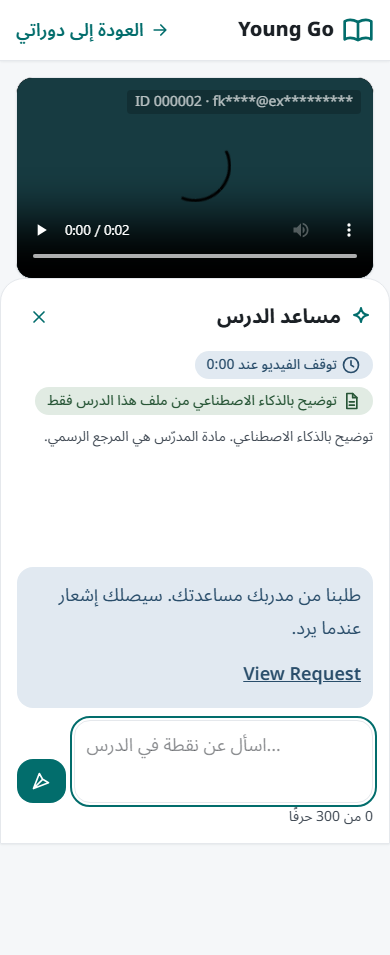 Young Go
العودة إلى دوراتي
ID 000002 · fk****@ex*********
0:00 / 0:02
مساعد الدرس
توقف الفيديو عند 0:00
توضيح بالذكاء الاصطناعي من ملف هذا الدرس فقط
توضيح بالذكاء الاصطناعي. مادة المدرّس هي المرجع الرسمي.
طلبنا من مدربك مساعدتك. سيصلك إشعار
عندما يرد.
View Request
اسأل عن نقطة في الدرس...
0 من 300 حرفًا